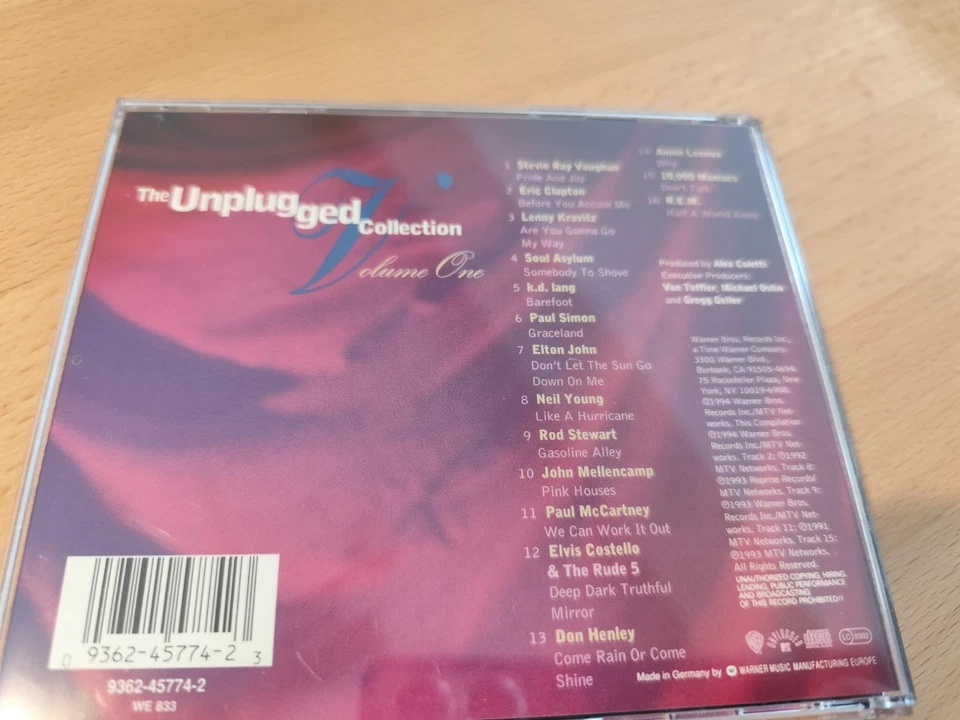 The Unplugged Collection
Volume One
1 Stevie Ray Vaughan
Pride And Joy
2 Eric Clapton
Before You Accuse Me
3 Lenny Kravitz
Are You Gonna Go
My Way
4 Soul Asylum
Somebody To Shove
5 k.d. lang
Barefoot
6 Paul Simon
Graceland
7 Elton John
Don't Let The Sun Go
Down On Me
8 Neil Young
Like A Hurricane
9 Rod Stewart
Gasoline Alley
10 John Mellencamp
Pink Houses
11 Paul McCartney
We Can Work It Out
12 Elvis Costello
& The Rude 5
Deep Dark Truthful
Mirror
13 Don Henley
Come Rain Or Come
Shine
14 Annie Lennox
Why
15 10,000 Maniacs
Don't Talk
16 R.E.M.
Half A World Away
Produced by Alex Coletti
Executive Producers:
Van Toffler, Michael Ostin
and Gregg Geller
Warner Bros. Records Inc.,
a Time Warner Company.
3300 Warner Blvd.,
Burbank, CA 91505-4694.
75 Rockefeller Plaza, New
York, NY 10019-6908.
©1994 Warner Bros.
Records Inc./MTV Net-
works. This Compilation
℗1994 Warner Bros.
Records Inc./MTV Net-
works. Track 2: ℗1992
MTV Networks. Track 8:
℗1993 Reprise Records/
MTV Networks. Track 9:
℗1993 Warner Bros.
Records Inc./MTV Net-
works. Track 11: ℗1991
MTV Networks. Track 15:
℗1993 MTV Networks.
All Rights Reserved.
UNAUTHORIZED COPYING, HIRING,
LENDING, PUBLIC PERFORMANCE
AND BROADCASTING
OF THIS RECORD PROHIBITED!!
LC 0392
Made in Germany by WARNER MUSIC MANUFACTURING EUROPE
0 9362-45774-2 3
9362-45774-2
WE 833